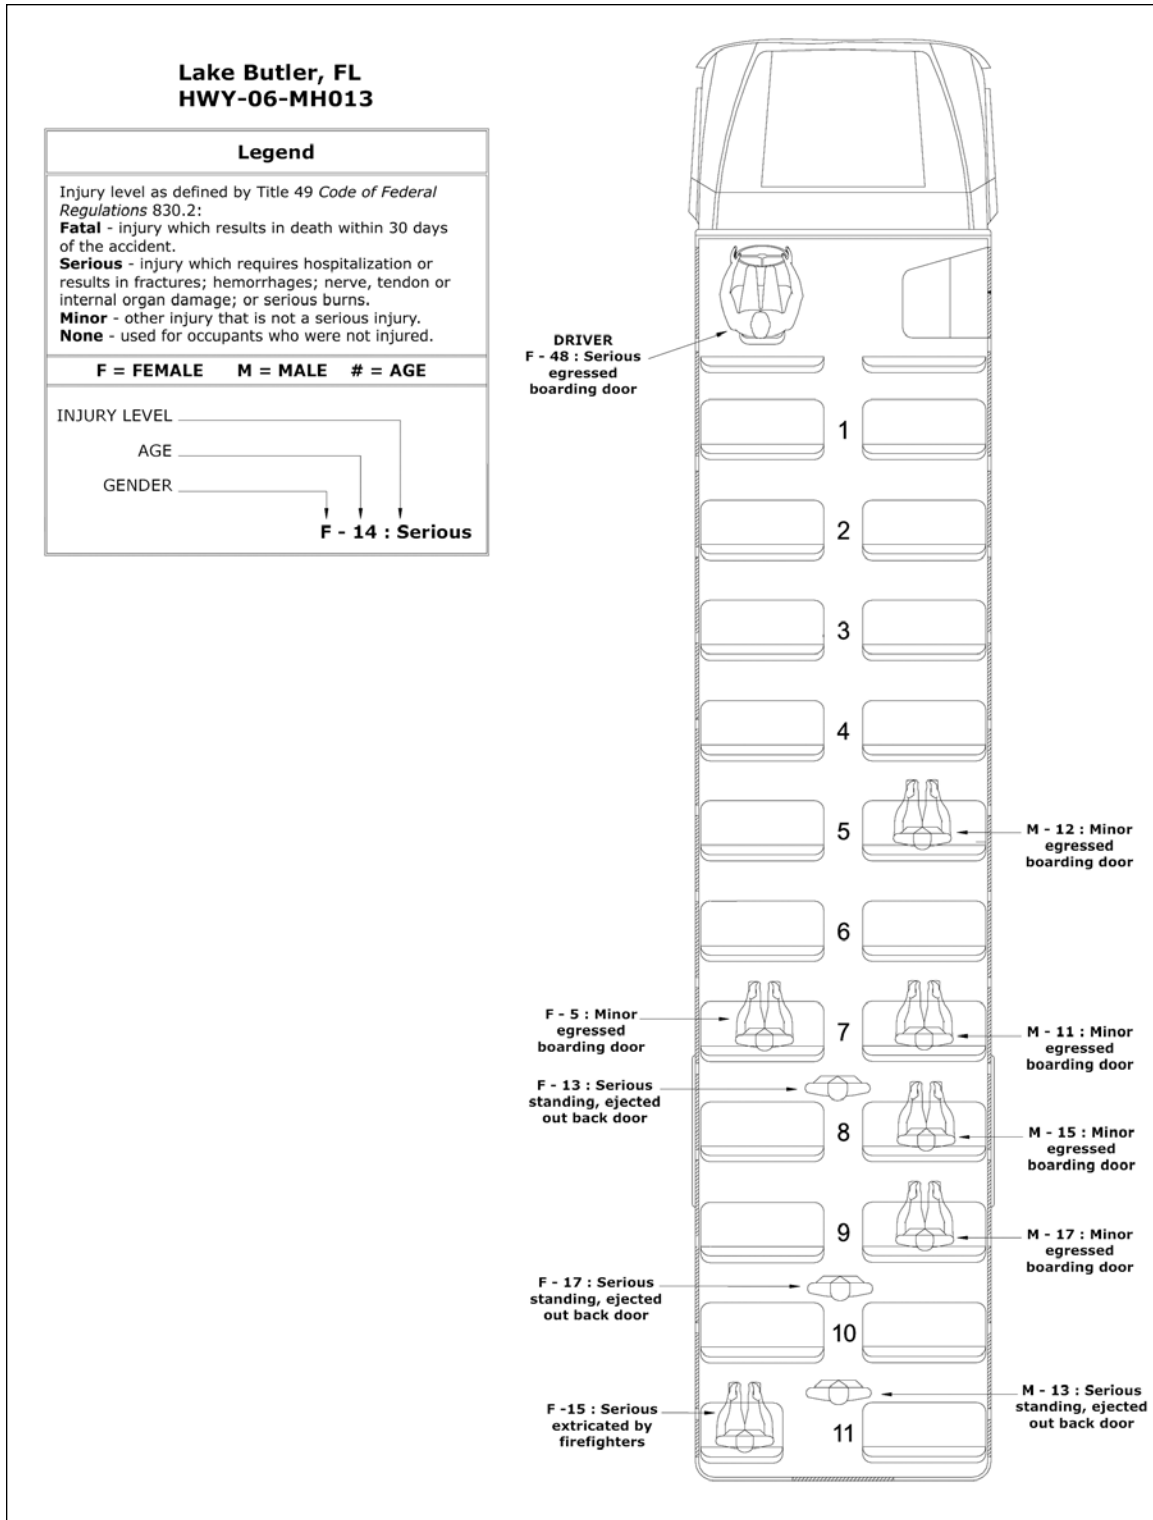 Lake Butler, FL
HWY-06-MH013
Legend
Injury level as defined by Title 49 Code of Federal
Regulations 830.2:
Fatal - injury which results in death within 30 days
of the accident.
Serious - injury which requires hospitalization or
results in fractures; hemorrhages; nerve, tendon or
internal organ damage; or serious burns.
Minor - other injury that is not a serious injury.
None - used for occupants who were not injured.
F = FEMALE M = MALE # = AGE
INJURY LEVEL
AGE
GENDER
F - 14 : Serious
DRIVER
F - 48 : Serious
egressed
boarding door
1
2
3
4
5
M - 12 : Minor
egressed
boarding door
6
F - 5 : Minor
egressed
boarding door
7
M - 11 : Minor
egressed
boarding door
F - 13 : Serious
standing, ejected
out back door
8
M - 15 : Minor
egressed
boarding door
9
M - 17 : Minor
egressed
boarding door
F - 17 : Serious
standing, ejected
out back door
10
M - 13 : Serious
standing, ejected
out back door
F -15 : Serious
extricated by
firefighters
11